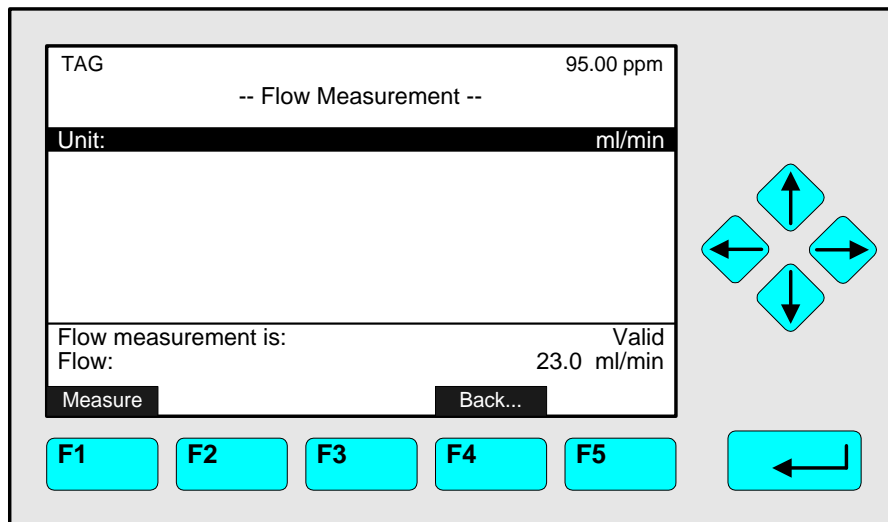 TAG 95.00 ppm
-- Flow Measurement --
Unit: ml/min
Flow measurement is: Valid
Flow: 23.0 ml/min
Measure Back...
F1 F2 F3 F4 F5